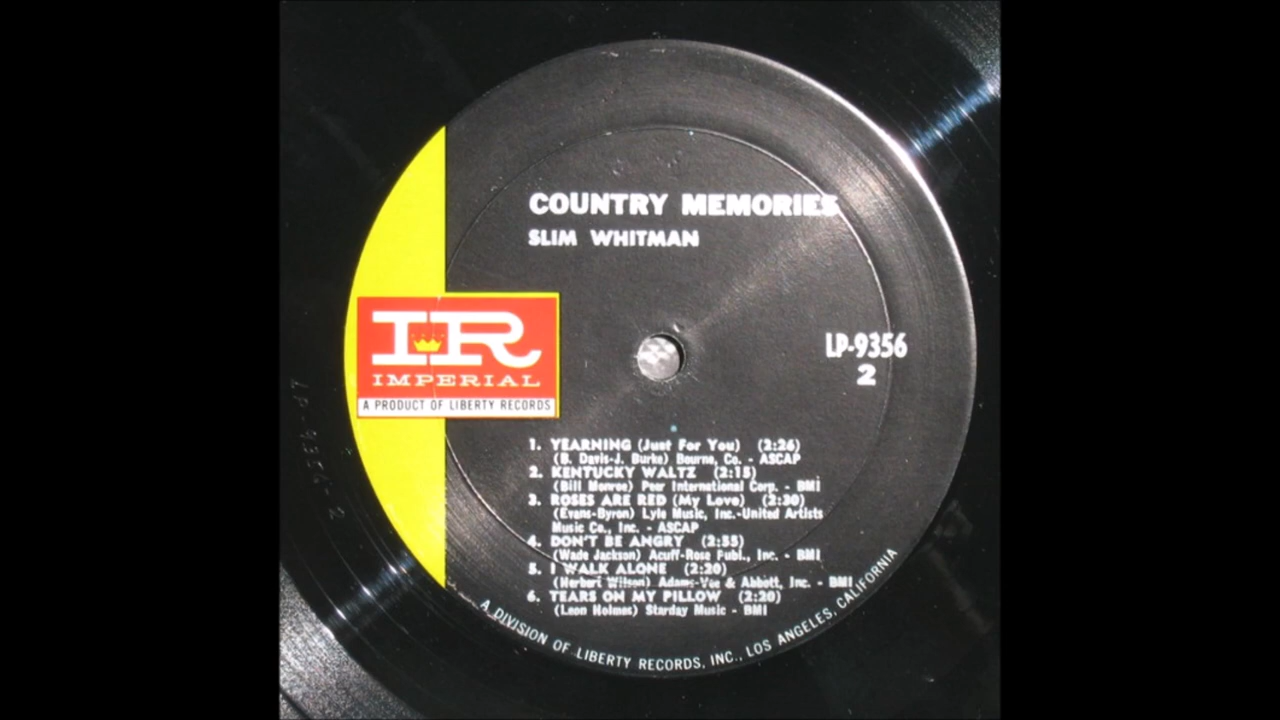 COUNTRY MEMORIES
SLIM WHITMAN
IR
IMPERIAL
A PRODUCT OF LIBERTY RECORDS
LP-9356
2
1. YEARNING (Just For You) (2:26)
(B. Davis-J. Burke) Bourne, Co. - ASCAP
2. KENTUCKY WALTZ (2:15)
(Bill Monroe) Peer International Corp. - BMI
3. ROSES ARE RED (My Love) (2:30)
(Evans-Byron) Lyle Music, Inc.-United Artists
Music Co., Inc. - ASCAP
4. DON'T BE ANGRY (2:55)
(Wade Jackson) Acuff-Rose Publ., Inc. - BMI
5. I WALK ALONE (2:20)
(Herbert Wilson) Adams-Vee & Abbott, Inc. - BMI
6. TEARS ON MY PILLOW (2:20)
(Leon Holmes) Starday Music - BMI
A DIVISION OF LIBERTY RECORDS, INC., LOS ANGELES, CALIFORNIA
LP-9356-2